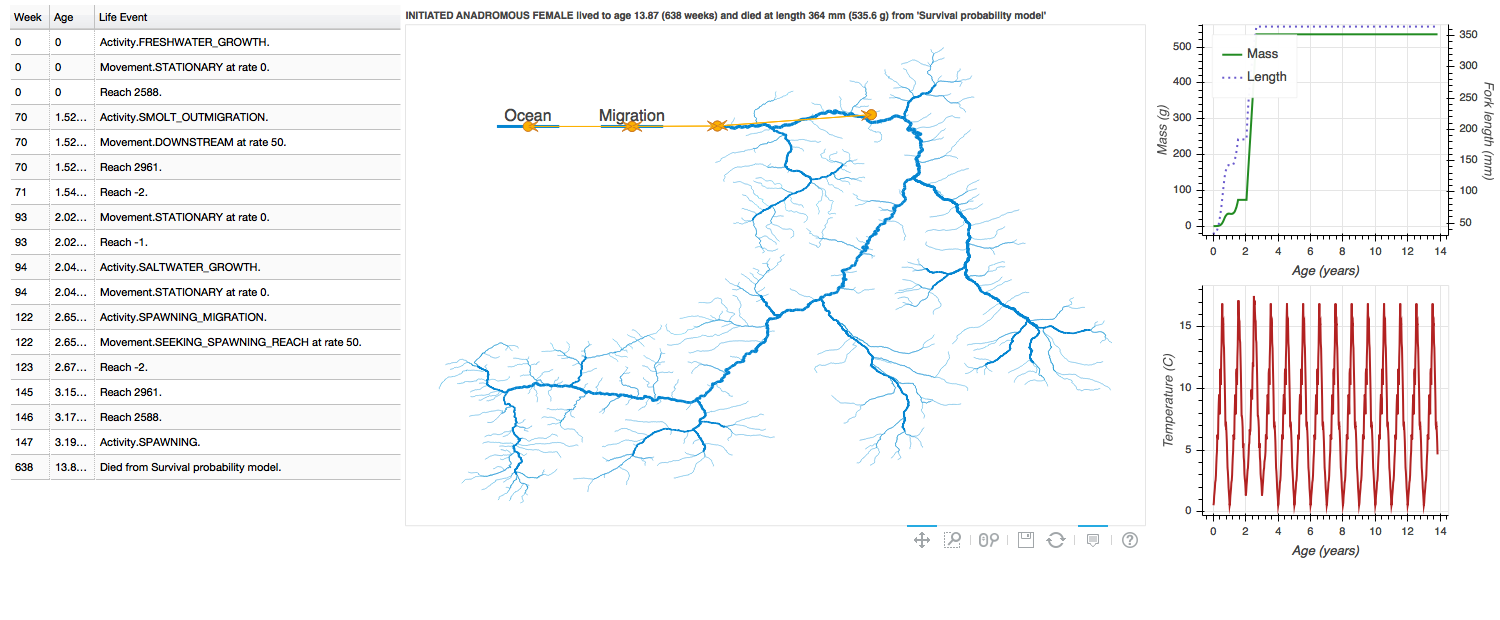 Week Age Life Event
0 0 Activity.FRESHWATER_GROWTH.
0 0 Movement.STATIONARY at rate 0.
0 0 Reach 2588.
70 1.52... Activity.SMOLT_OUTMIGRATION.
70 1.52... Movement.DOWNSTREAM at rate 50.
70 1.52... Reach 2961.
71 1.54... Reach -2.
93 2.02... Movement.STATIONARY at rate 0.
93 2.02... Reach -1.
94 2.04... Activity.SALTWATER_GROWTH.
94 2.04... Movement.STATIONARY at rate 0.
122 2.65... Activity.SPAWNING_MIGRATION.
122 2.65... Movement.SEEKING_SPAWNING_REACH at rate 50.
123 2.67... Reach -2.
145 3.15... Reach 2961.
146 3.17... Reach 2588.
147 3.19... Activity.SPAWNING.
638 13.8... Died from Survival probability model.
INITIATED ANADROMOUS FEMALE lived to age 13.87 (638 weeks) and died at length 364 mm (535.6 g) from 'Survival probability model'
Ocean Migration
Mass
Length
500
400
300
200
100
0
Mass (g)
350
300
250
200
150
100
50
Fork length (mm)
0 2 4 6 8 10 12 14
Age (years)
15
10
5
0
Temperature (C)
0 2 4 6 8 10 12 14
Age (years)